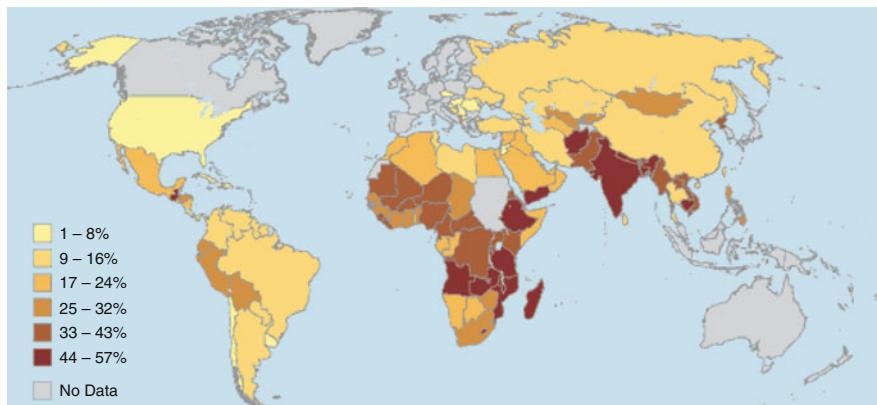 1 – 8%
9 – 16%
17 – 24%
25 – 32%
33 – 43%
44 – 57%
No Data